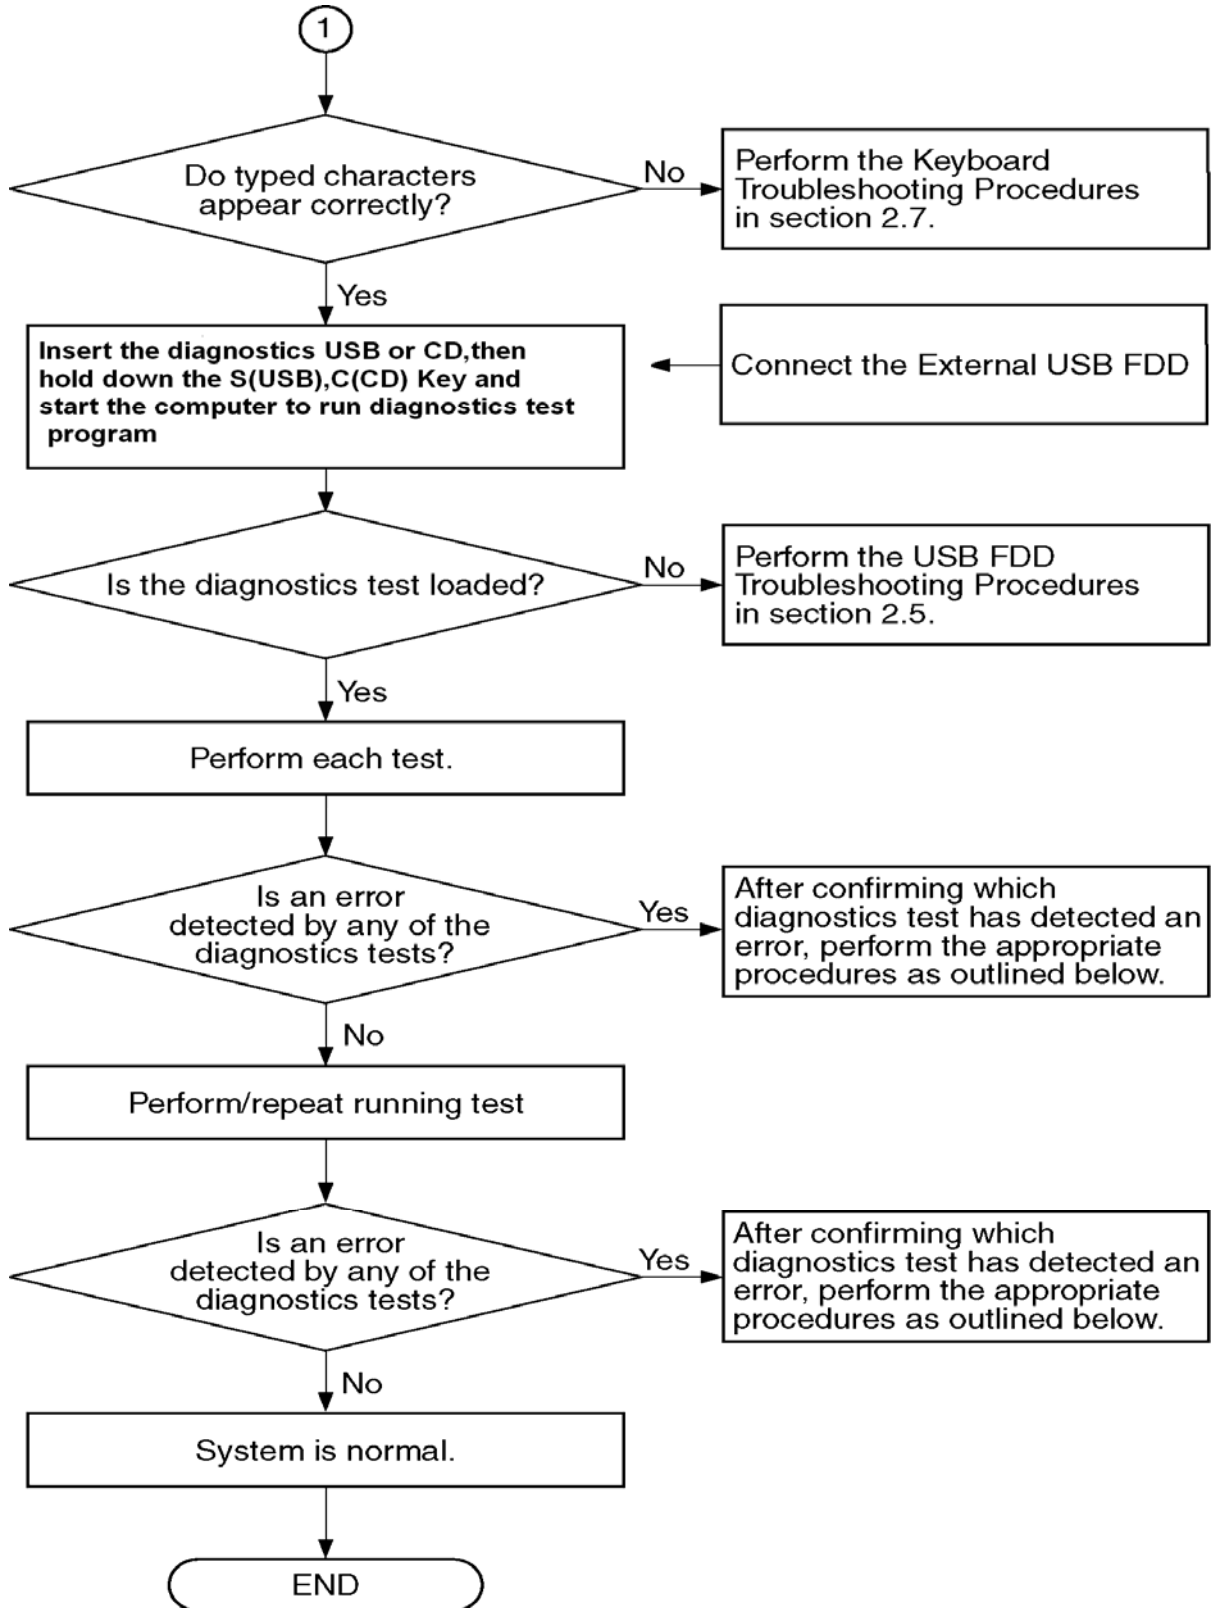 1
Do typed characters
appear correctly?
No
Perform the Keyboard
Troubleshooting Procedures
in section 2.7.
Yes
Insert the diagnostics USB or CD,then
hold down the S(USB),C(CD) Key and
start the computer to run diagnostics test
program
Connect the External USB FDD
Is the diagnostics test loaded?
No
Perform the USB FDD
Troubleshooting Procedures
in section 2.5.
Yes
Perform each test.
Is an error
detected by any of the
diagnostics tests?
Yes
After confirming which
diagnostics test has detected an
error, perform the appropriate
procedures as outlined below.
No
Perform/repeat running test
Is an error
detected by any of the
diagnostics tests?
Yes
After confirming which
diagnostics test has detected an
error, perform the appropriate
procedures as outlined below.
No
System is normal.
END